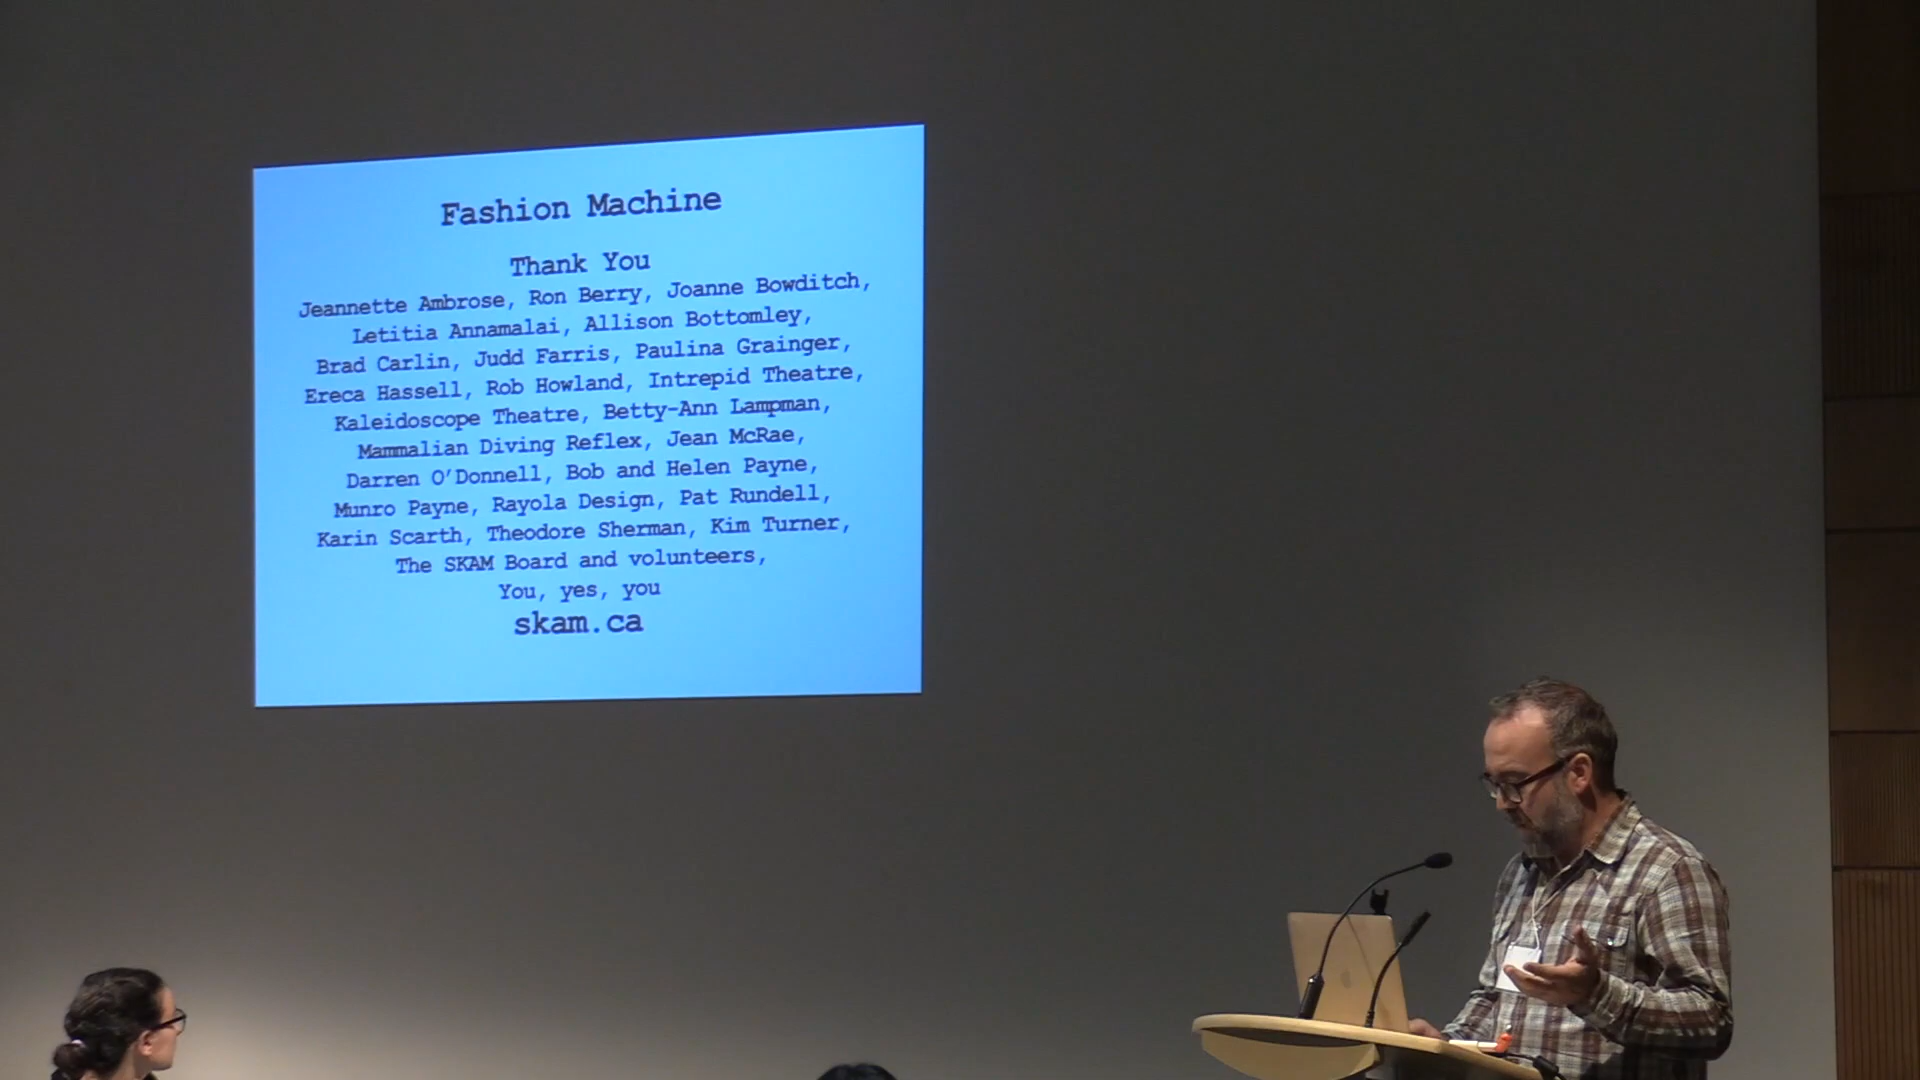 Fashion Machine
Thank You
Jeannette Ambrose, Ron Berry, Joanne Bowditch,
Letitia Annamalai, Allison Bottomley,
Brad Carlin, Judd Farris, Paulina Grainger,
Ereca Hassell, Rob Howland, Intrepid Theatre,
Kaleidoscope Theatre, Betty-Ann Lampman,
Mammalian Diving Reflex, Jean McRae,
Darren O'Donnell, Bob and Helen Payne,
Munro Payne, Rayola Design, Pat Rundell,
Karin Scarth, Theodore Sherman, Kim Turner,
The SKAM Board and volunteers,
You, yes, you
skam.ca